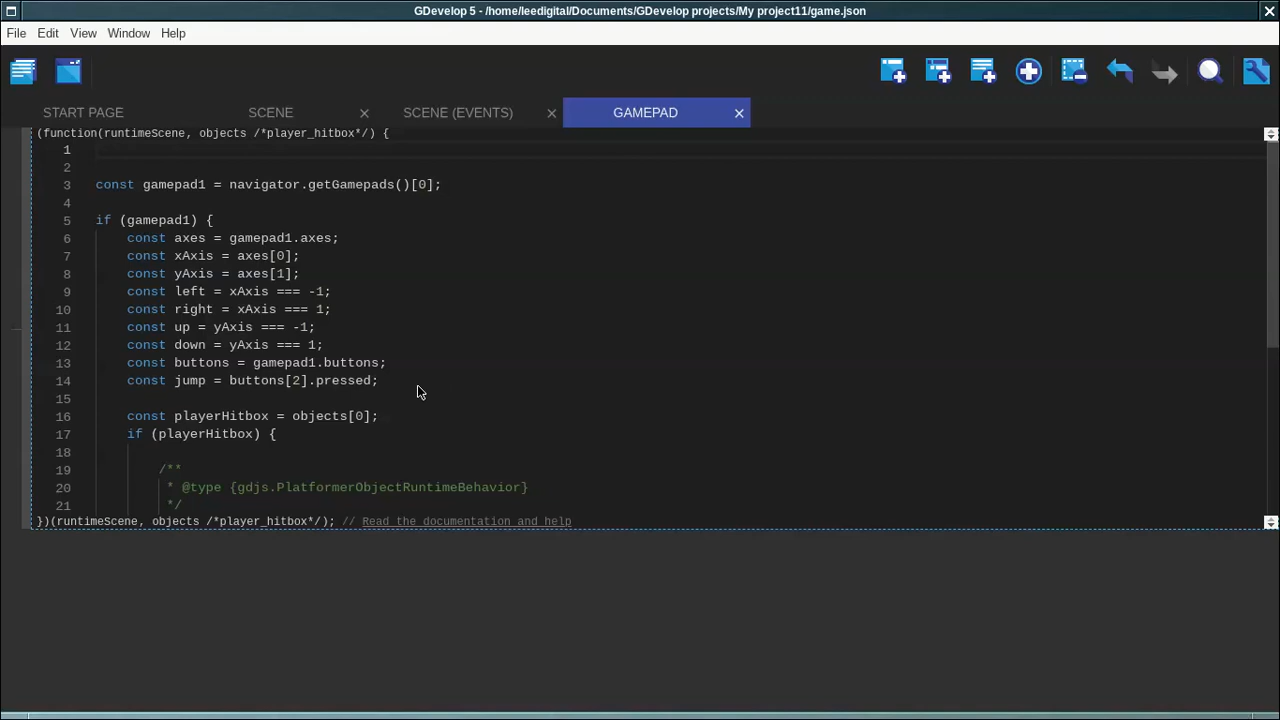 GDevelop 5 - /home/leedigital/Documents/GDevelop projects/My project11/game.json
File Edit View Window Help
START PAGE SCENE SCENE (EVENTS) GAMEPAD
(function(runtimeScene, objects /*player_hitbox*/) {
1
2
3 const gamepad1 = navigator.getGamepads()[0];
4
5 if (gamepad1) {
6 const axes = gamepad1.axes;
7 const xAxis = axes[0];
8 const yAxis = axes[1];
9 const left = xAxis === -1;
10 const right = xAxis === 1;
11 const up = yAxis === -1;
12 const down = yAxis === 1;
13 const buttons = gamepad1.buttons;
14 const jump = buttons[2].pressed;
15
16 const playerHitbox = objects[0];
17 if (playerHitbox) {
18
19 /**
20 * @type {gdjs.PlatformerObjectRuntimeBehavior}
21 */
})(runtimeScene, objects /*player_hitbox*/); // Read the documentation and help